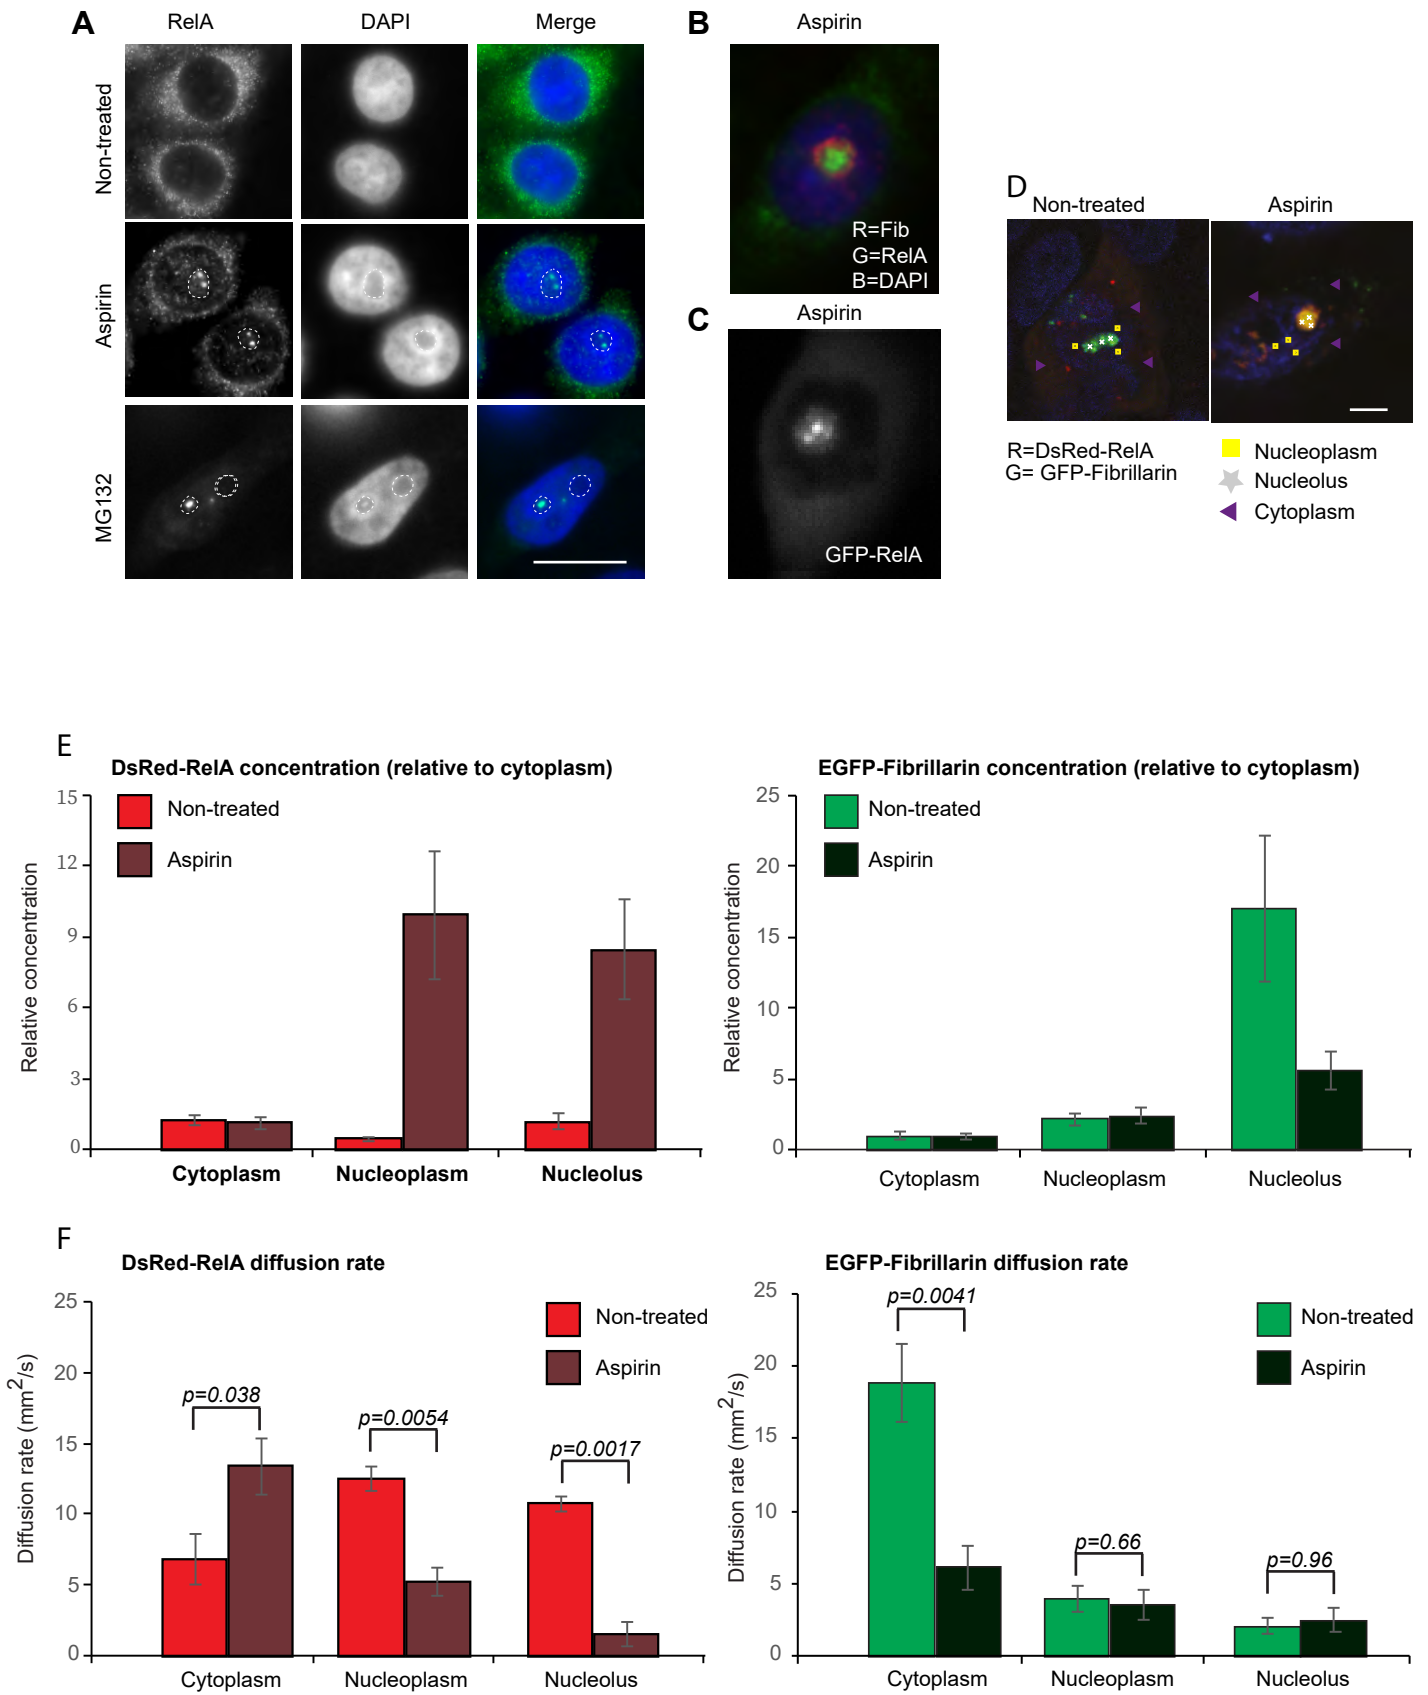 A
RelA
DAPI
Merge
Non-treated
Aspirin
MG132
B
Aspirin
R=Fib
G=RelA
B=DAPI
C
Aspirin
GFP-RelA
D
Non-treated
Aspirin
R=DsRed-RelA
G= GFP-Fibrillarin
Nucleoplasm
Nucleolus
Cytoplasm
E
DsRed-RelA concentration (relative to cytoplasm)
Relative concentration
15
12
9
6
3
0
Non-treated
Aspirin
Cytoplasm
Nucleoplasm
Nucleolus
EGFP-Fibrillarin concentration (relative to cytoplasm)
Relative concentration
25
20
15
10
5
0
Non-treated
Aspirin
Cytoplasm
Nucleoplasm
Nucleolus
F
DsRed-RelA diffusion rate
Diffusion rate (mm²/s)
25
20
15
10
5
0
Non-treated
Aspirin
p=0.038
p=0.0054
p=0.0017
Cytoplasm
Nucleoplasm
Nucleolus
EGFP-Fibrillarin diffusion rate
Diffusion rate (mm²/s)
25
20
15
10
5
0
p=0.0041
Non-treated
Aspirin
p=0.66
p=0.96
Cytoplasm
Nucleoplasm
Nucleolus